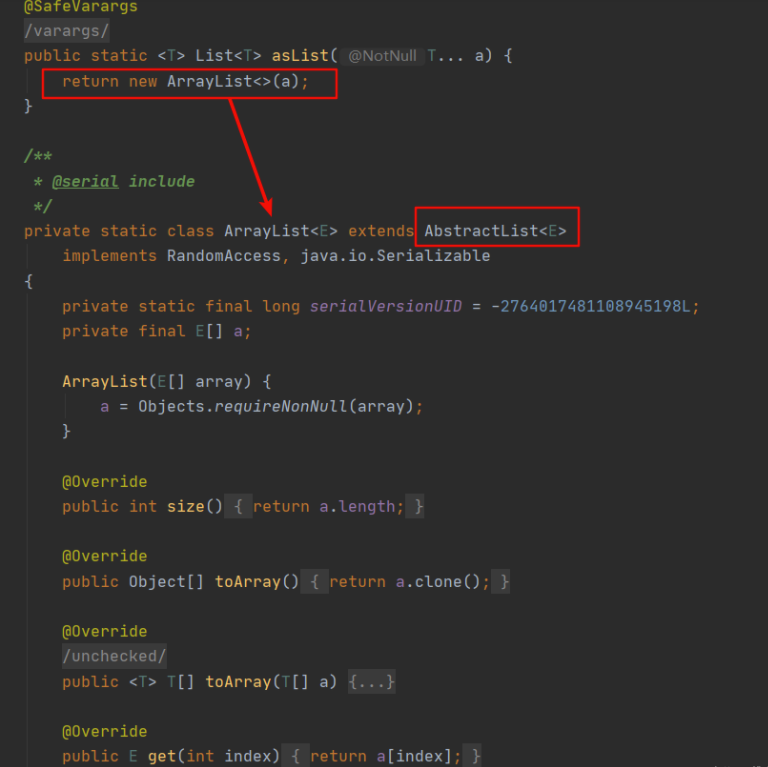 @SafeVarargs
/varargs/
public static <T> List<T> asList( @NotNull T... a) {
return new ArrayList<>(a);
}
/**
* @serial include
*/
private static class ArrayList<E> extends AbstractList<E>
implements RandomAccess, java.io.Serializable
{
private static final long serialVersionUID = -2764017481108945198L;
private final E[] a;
ArrayList(E[] array) {
a = Objects.requireNonNull(array);
}
@Override
public int size() { return a.length; }
@Override
public Object[] toArray() { return a.clone(); }
@Override
/unchecked/
public <T> T[] toArray(T[] a) {...}
@Override
public E get(int index) { return a[index]; }